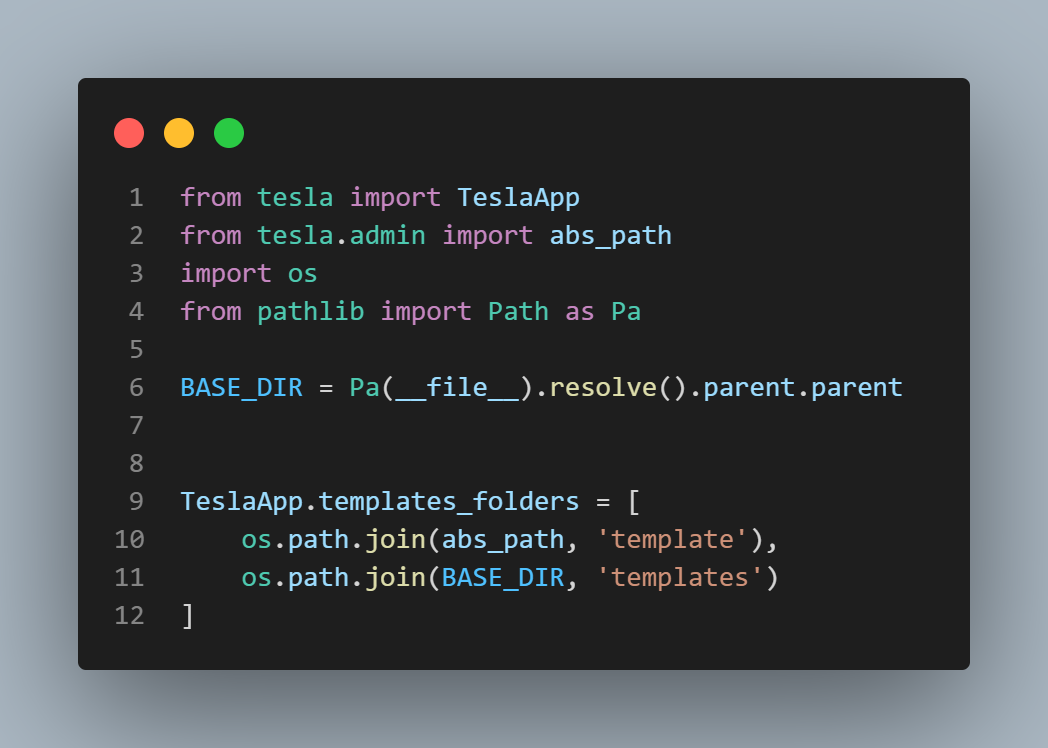 1 from tesla import TeslaApp
2 from tesla.admin import abs_path
3 import os
4 from pathlib import Path as Pa
5
6 BASE_DIR = Pa(__file__).resolve().parent.parent
7
8
9 TeslaApp.templates_folders = [
10     os.path.join(abs_path, 'template'),
11     os.path.join(BASE_DIR, 'templates')
12 ]